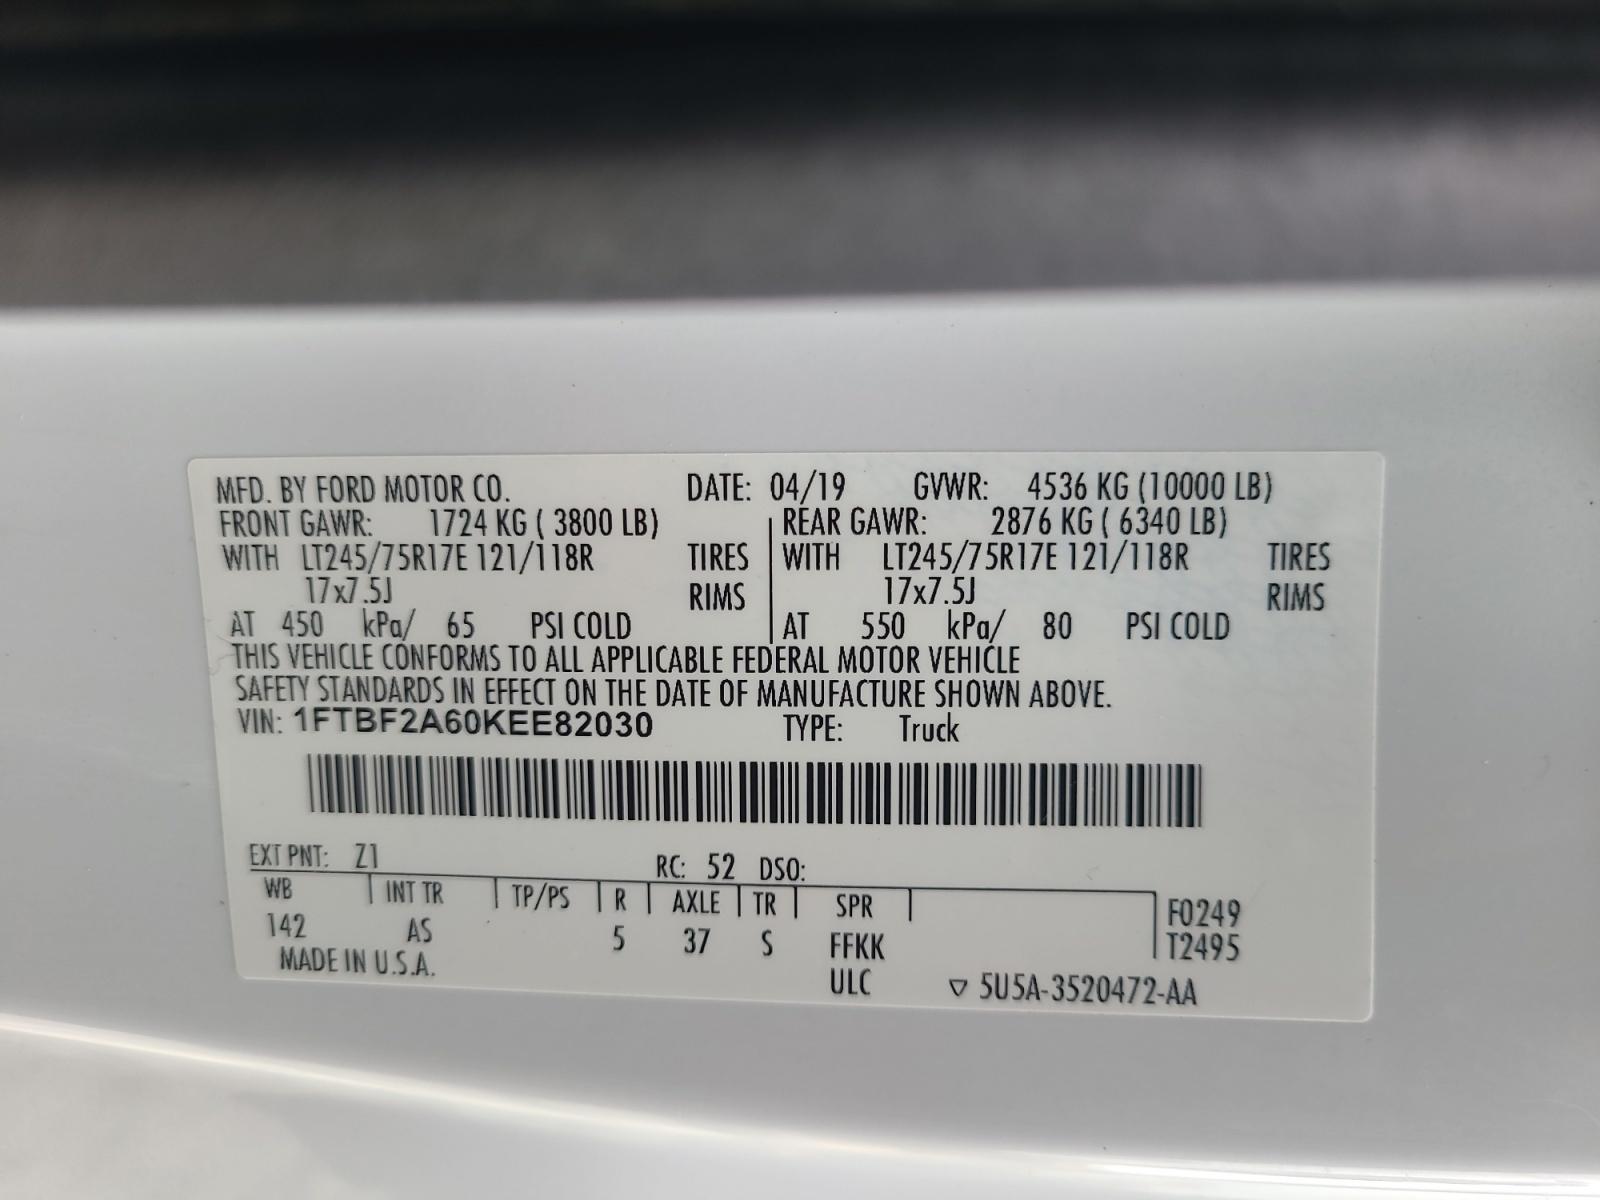 MFD. BY FORD MOTOR CO. DATE: 04/19 GVWR: 4536 KG (10000 LB)
FRONT GAWR: 1724 KG ( 3800 LB) REAR GAWR: 2876 KG ( 6340 LB)
WITH LT245/75R17E 121/118R TIRES WITH LT245/75R17E 121/118R TIRES
17x7.5J RIMS 17x7.5J RIMS
AT 450 kPa/ 65 PSI COLD AT 550 kPa/ 80 PSI COLD
THIS VEHICLE CONFORMS TO ALL APPLICABLE FEDERAL MOTOR VEHICLE
SAFETY STANDARDS IN EFFECT ON THE DATE OF MANUFACTURE SHOWN ABOVE.
VIN: 1FTBF2A60KEE82030 TYPE: Truck
EXT PNT: Z1 RC: 52 DSO:
WB INT TR TP/PS R AXLE TR SPR F0249
142 AS 5 37 S FFKK T2495
MADE IN U.S.A. ULC ▽ 5U5A-3520472-AA